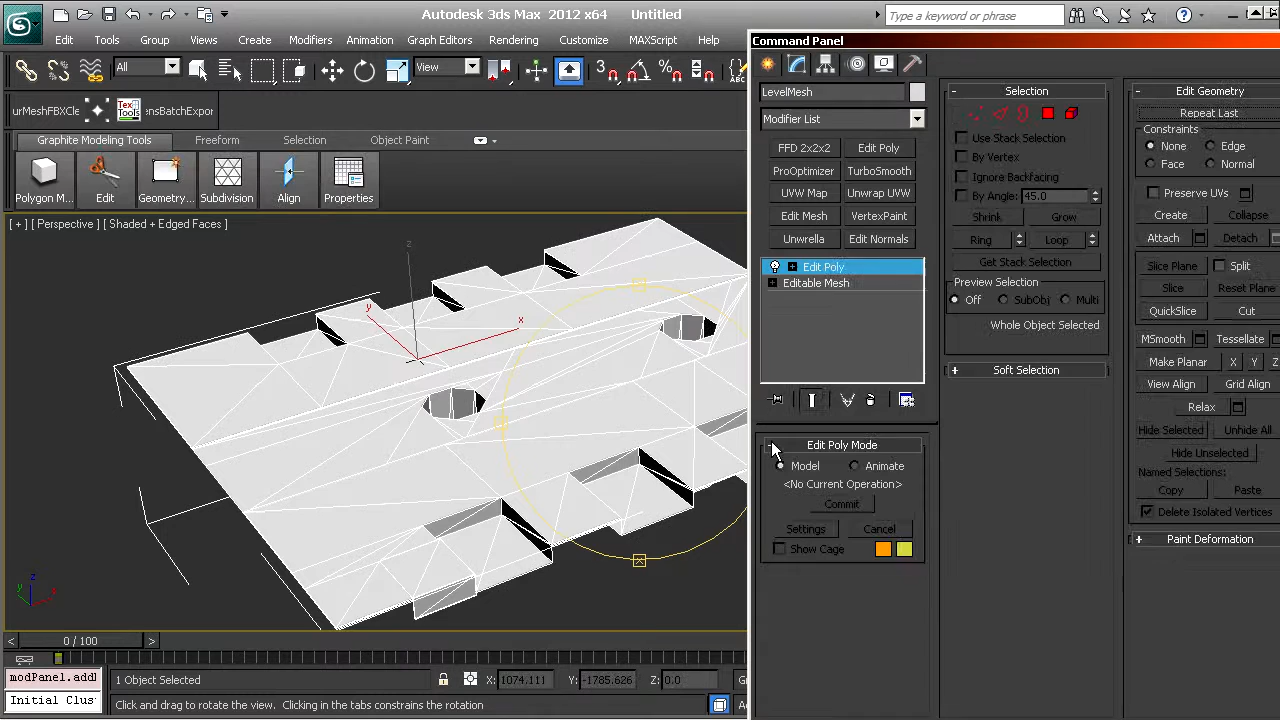 Autodesk 3ds Max 2012 x64 Untitled
Type a keyword or phrase
Edit Tools Group Views Create Modifiers Animation Graph Editors Rendering Customize MAXScript Help
Command Panel
All
View
3
LevelMesh
Selection
Edit Geometry
urMeshFBXCle
Tex Tools
nsBatchExpo
Modifier List
Repeat Last
Constraints
Graphite Modeling Tools Freeform Selection Object Paint
Use Stack Selection
None Edge
By Vertex
Face Normal
FFD 2x2x2 Edit Poly
ProOptimizer TurboSmooth
Ignore Backfacing
UVW Map Unwrap UVW
By Angle: 45.0
Preserve UVs
Polygon M... Edit Geometry... Subdivision Align Properties
Edit Mesh VertexPaint
Shrink Grow
Create Collapse
Unwrella Edit Normals
Ring Loop
Attach Detach
[ + ] [ Perspective ] [ Shaded + Edged Faces ]
z
Edit Poly
Get Stack Selection
Slice Plane Split
Editable Mesh
Preview Selection
Slice Reset Plane
Off SubObj Multi
QuickSlice Cut
y
x
Whole Object Selected
MSmooth Tessellate
Make Planar X Y Z
Soft Selection
View Align Grid Align
Relax
Hide Selected Unhide All
Edit Poly Mode
Hide Unselected
Model Animate
Named Selections:
<No Current Operation>
Copy Paste
Commit
Delete Isolated Vertices
Settings Cancel
Paint Deformation
Show Cage
z
y
x
< 0 / 100 >
modPanel.addl
1 Object Selected
X: 1074.111 Y: -1785.626 Z: 0.0
Initial Clus
Click and drag to rotate the view. Clicking in the tabs constrains the rotation